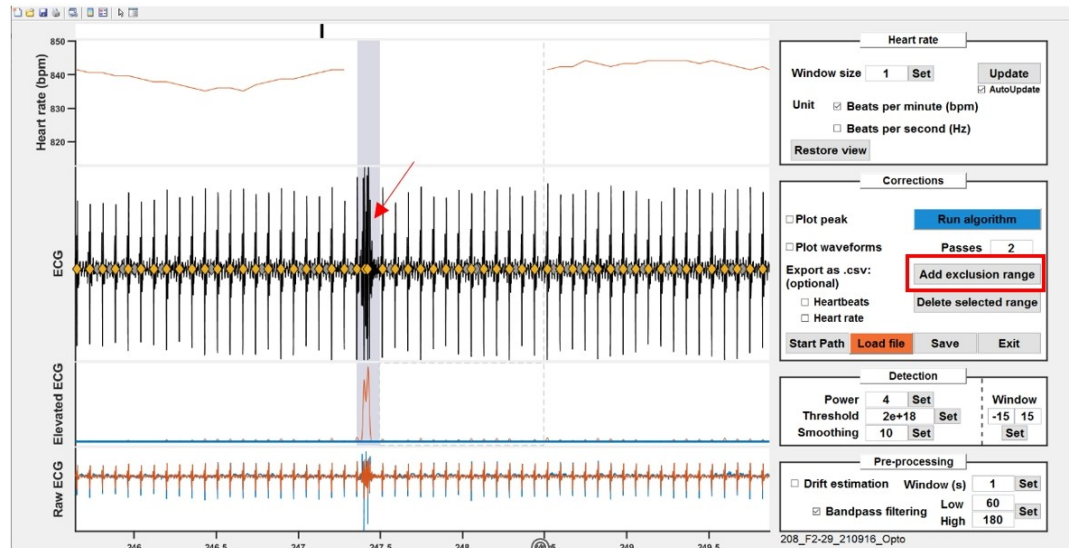 850
840
830
820
Heart rate (bpm)
ECG
Elevated ECG
Raw ECG
246
246.5
247
247.5
248
249
249.5
Heart rate
Window size 1 Set Update
AutoUpdate
Unit Beats per minute (bpm)
Beats per second (Hz)
Restore view
Corrections
Plot peak Run algorithm
Plot waveforms Passes 2
Export as .csv: Add exclusion range
(optional)
Heartbeats Delete selected range
Heart rate
Start Path Load file Save Exit
Detection
Power 4 Set Window
Threshold 2e+18 Set -15 15
Smoothing 10 Set Set
Pre-processing
Drift estimation Window (s) 1 Set
Bandpass filtering Low 60 Set
High 180
208_F2-29_210916_Opto